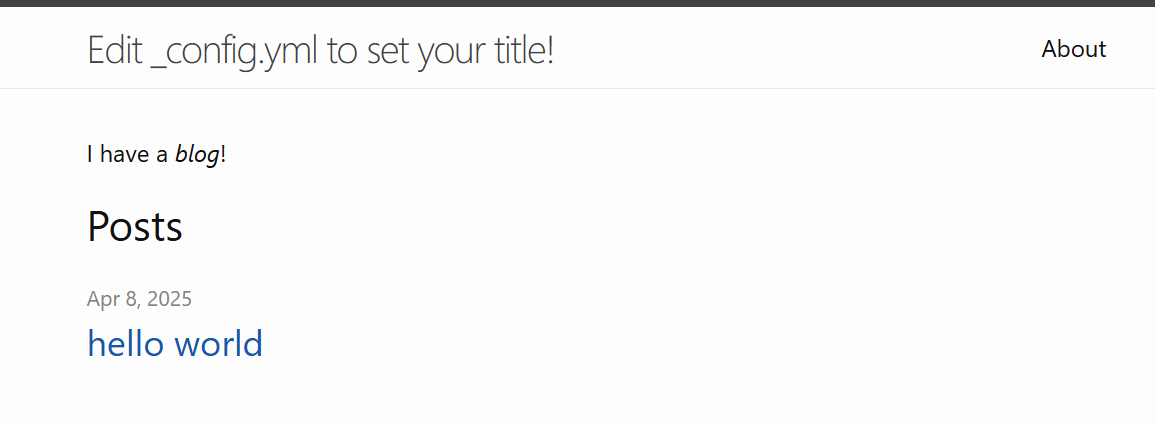 Edit _config.yml to set your title!
About
I have a blog!
Posts
Apr 8, 2025
hello world